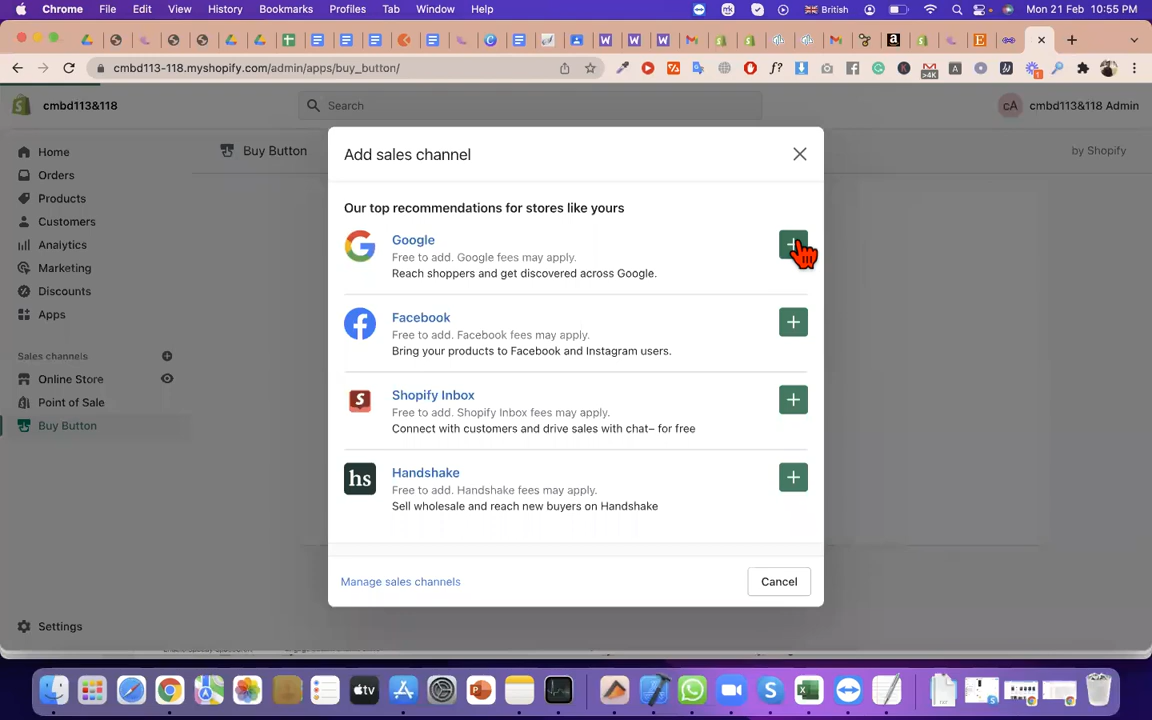 Chrome File Edit View History Bookmarks Profiles Tab Window Help British Mon 21 Feb 10:55 PM
cmbd113-118.myshopify.com/admin/apps/buy_button/
cmbd113&118 Search cA cmbd113&118 Admin
Home
Orders
Products
Customers
Analytics
Marketing
Discounts
Apps
Sales channels
Online Store
Point of Sale
Buy Button
Settings
Buy Button by Shopify
Add sales channel
Our top recommendations for stores like yours
Google
Free to add. Google fees may apply.
Reach shoppers and get discovered across Google.
Facebook
Free to add. Facebook fees may apply.
Bring your products to Facebook and Instagram users.
Shopify Inbox
Free to add. Shopify Inbox fees may apply.
Connect with customers and drive sales with chat– for free
hs
Handshake
Free to add. Handshake fees may apply.
Sell wholesale and reach new buyers on Handshake
Manage sales channels Cancel